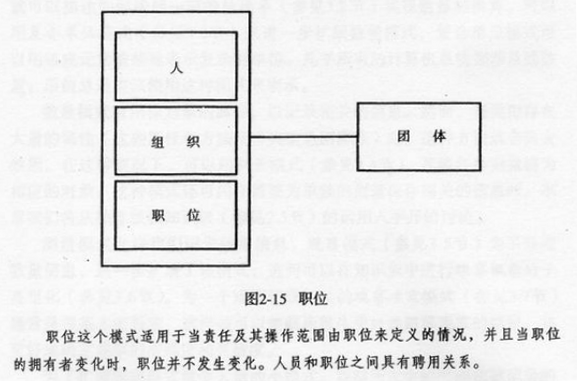 人
组织
团体
职位
图2-15 职位
职位这个模式适用于当责任及其操作范围由职位来定义的情况，并且当职位
的拥有者变化时，职位并不发生变化。人员和职位之间具有聘用关系。